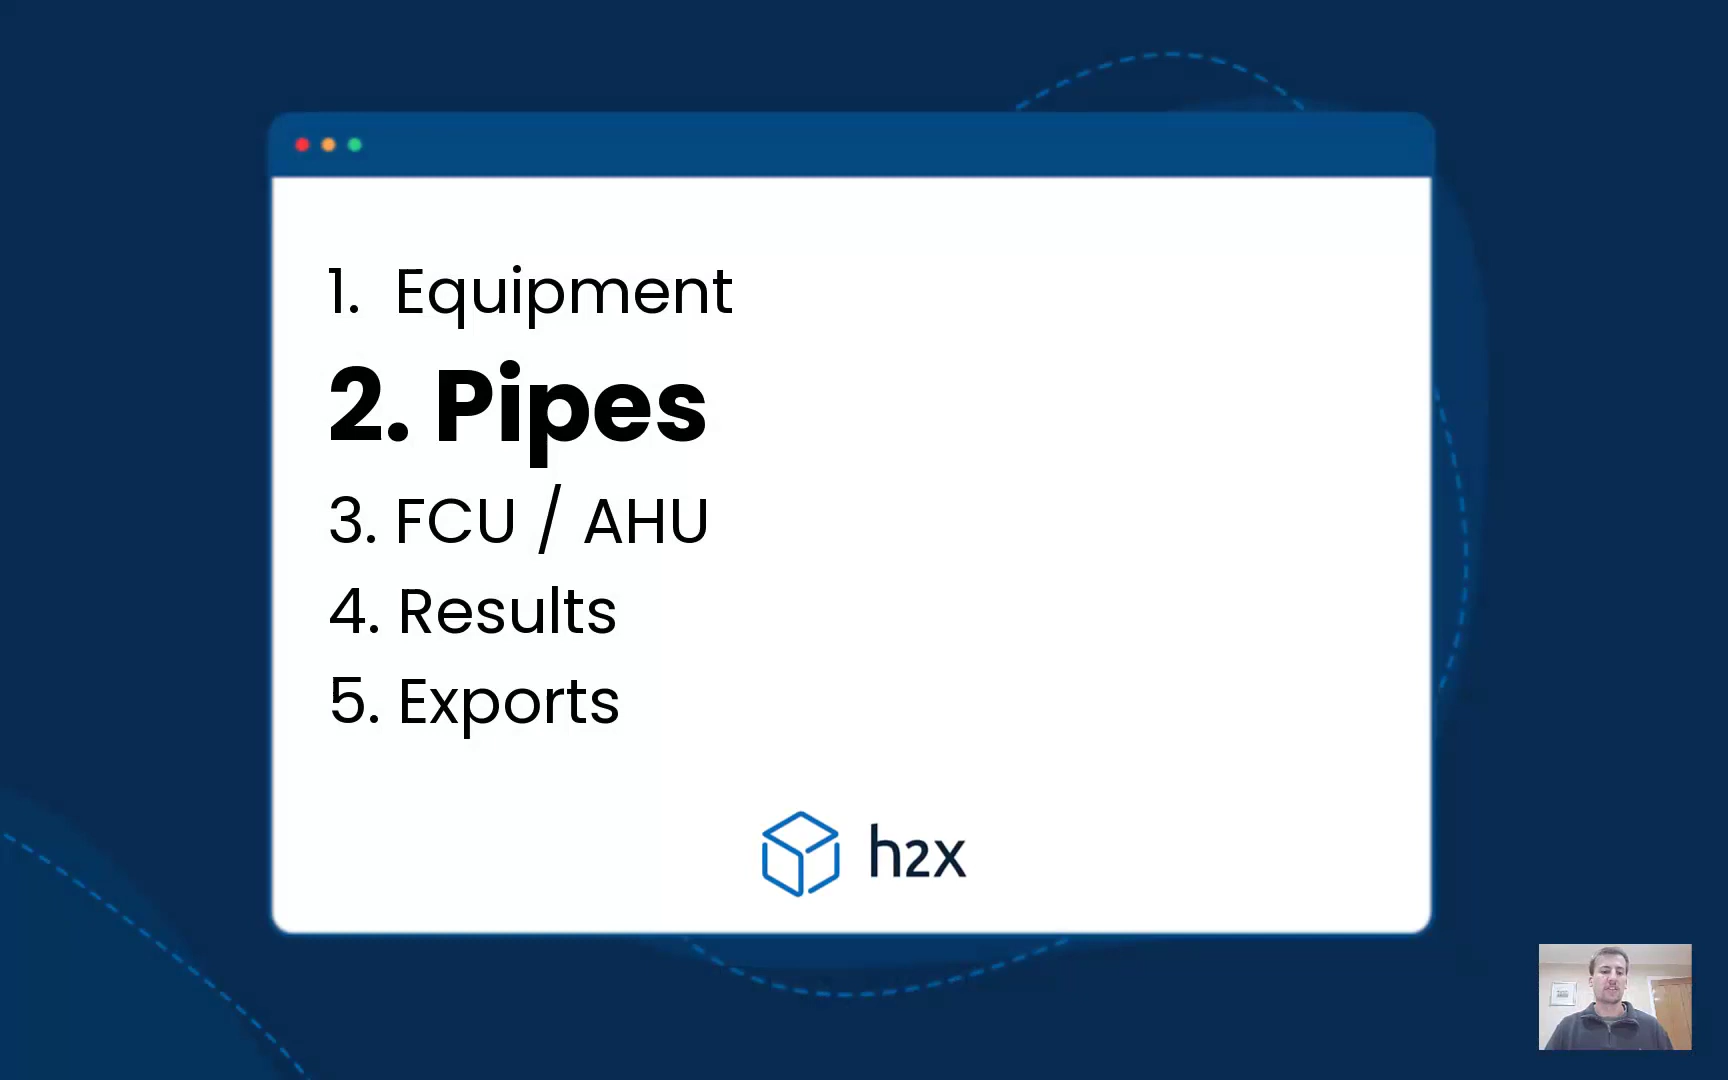 1. Equipment
2. Pipes
3. FCU / AHU
4. Results
5. Exports
h2x